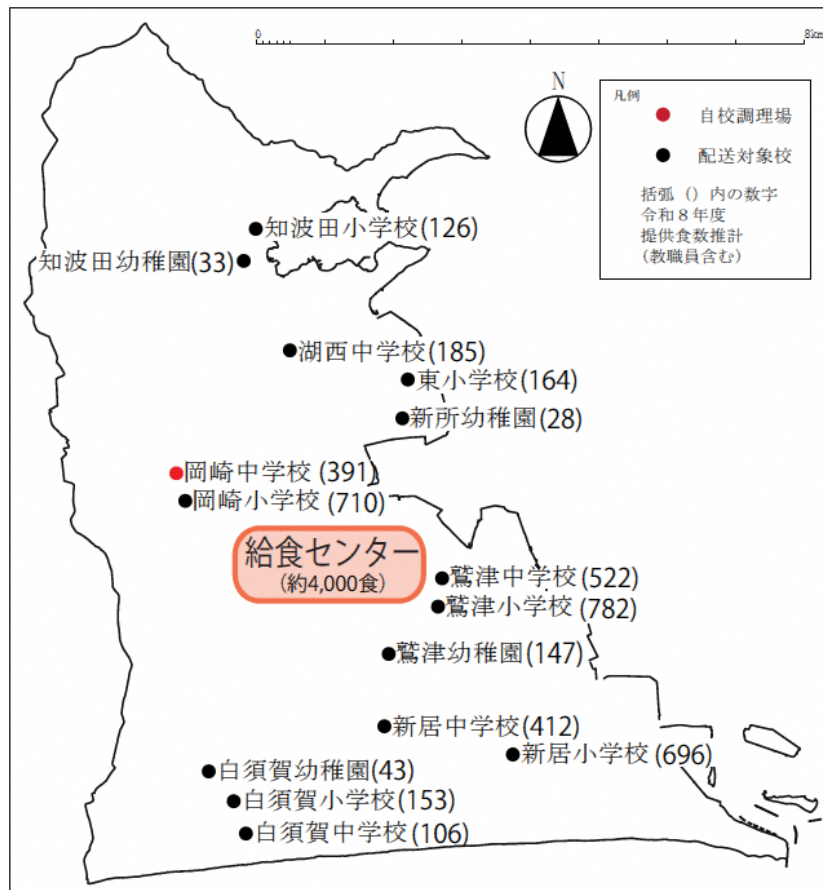 0
8km
N
凡例
自校調理場
配送対象校
括弧（）内の数字
令和８年度
提供食数推計
(教職員含む)
知波田小学校(126)
知波田幼稚園(33)
湖西中学校(185)
東小学校(164)
新所幼稚園(28)
岡崎中学校(391)
岡崎小学校(710)
給食センター
(約4,000食)
鷲津中学校(522)
鷲津小学校(782)
鷲津幼稚園(147)
新居中学校(412)
新居小学校(696)
白須賀幼稚園(43)
白須賀小学校(153)
白須賀中学校(106)